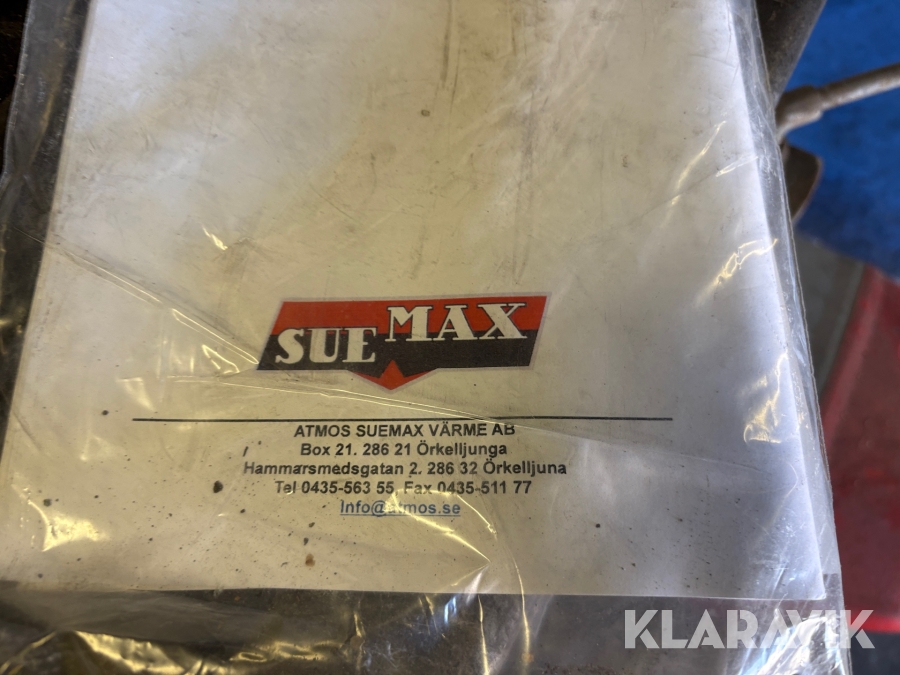 SUE MAX
ATMOS SUEMAX VÄRME AB
Box 21. 286 21 Örkelljunga
Hammarsmedsgatan 2. 286 32 Örkelljuna
Tel 0435-563 55, Fax 0435-511 77
Info@atmos.se
KLARAVIK